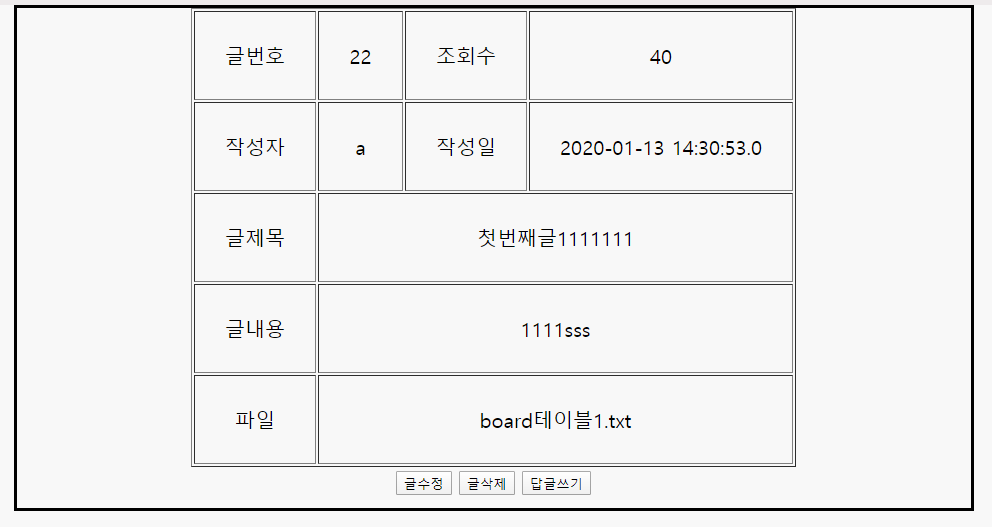 글번호 22 조회수 40
작성자 a 작성일 2020-01-13 14:30:53.0
글제목 첫번째글1111111
글내용 1111sss
파일 board테이블1.txt
글수정 글삭제 답글쓰기